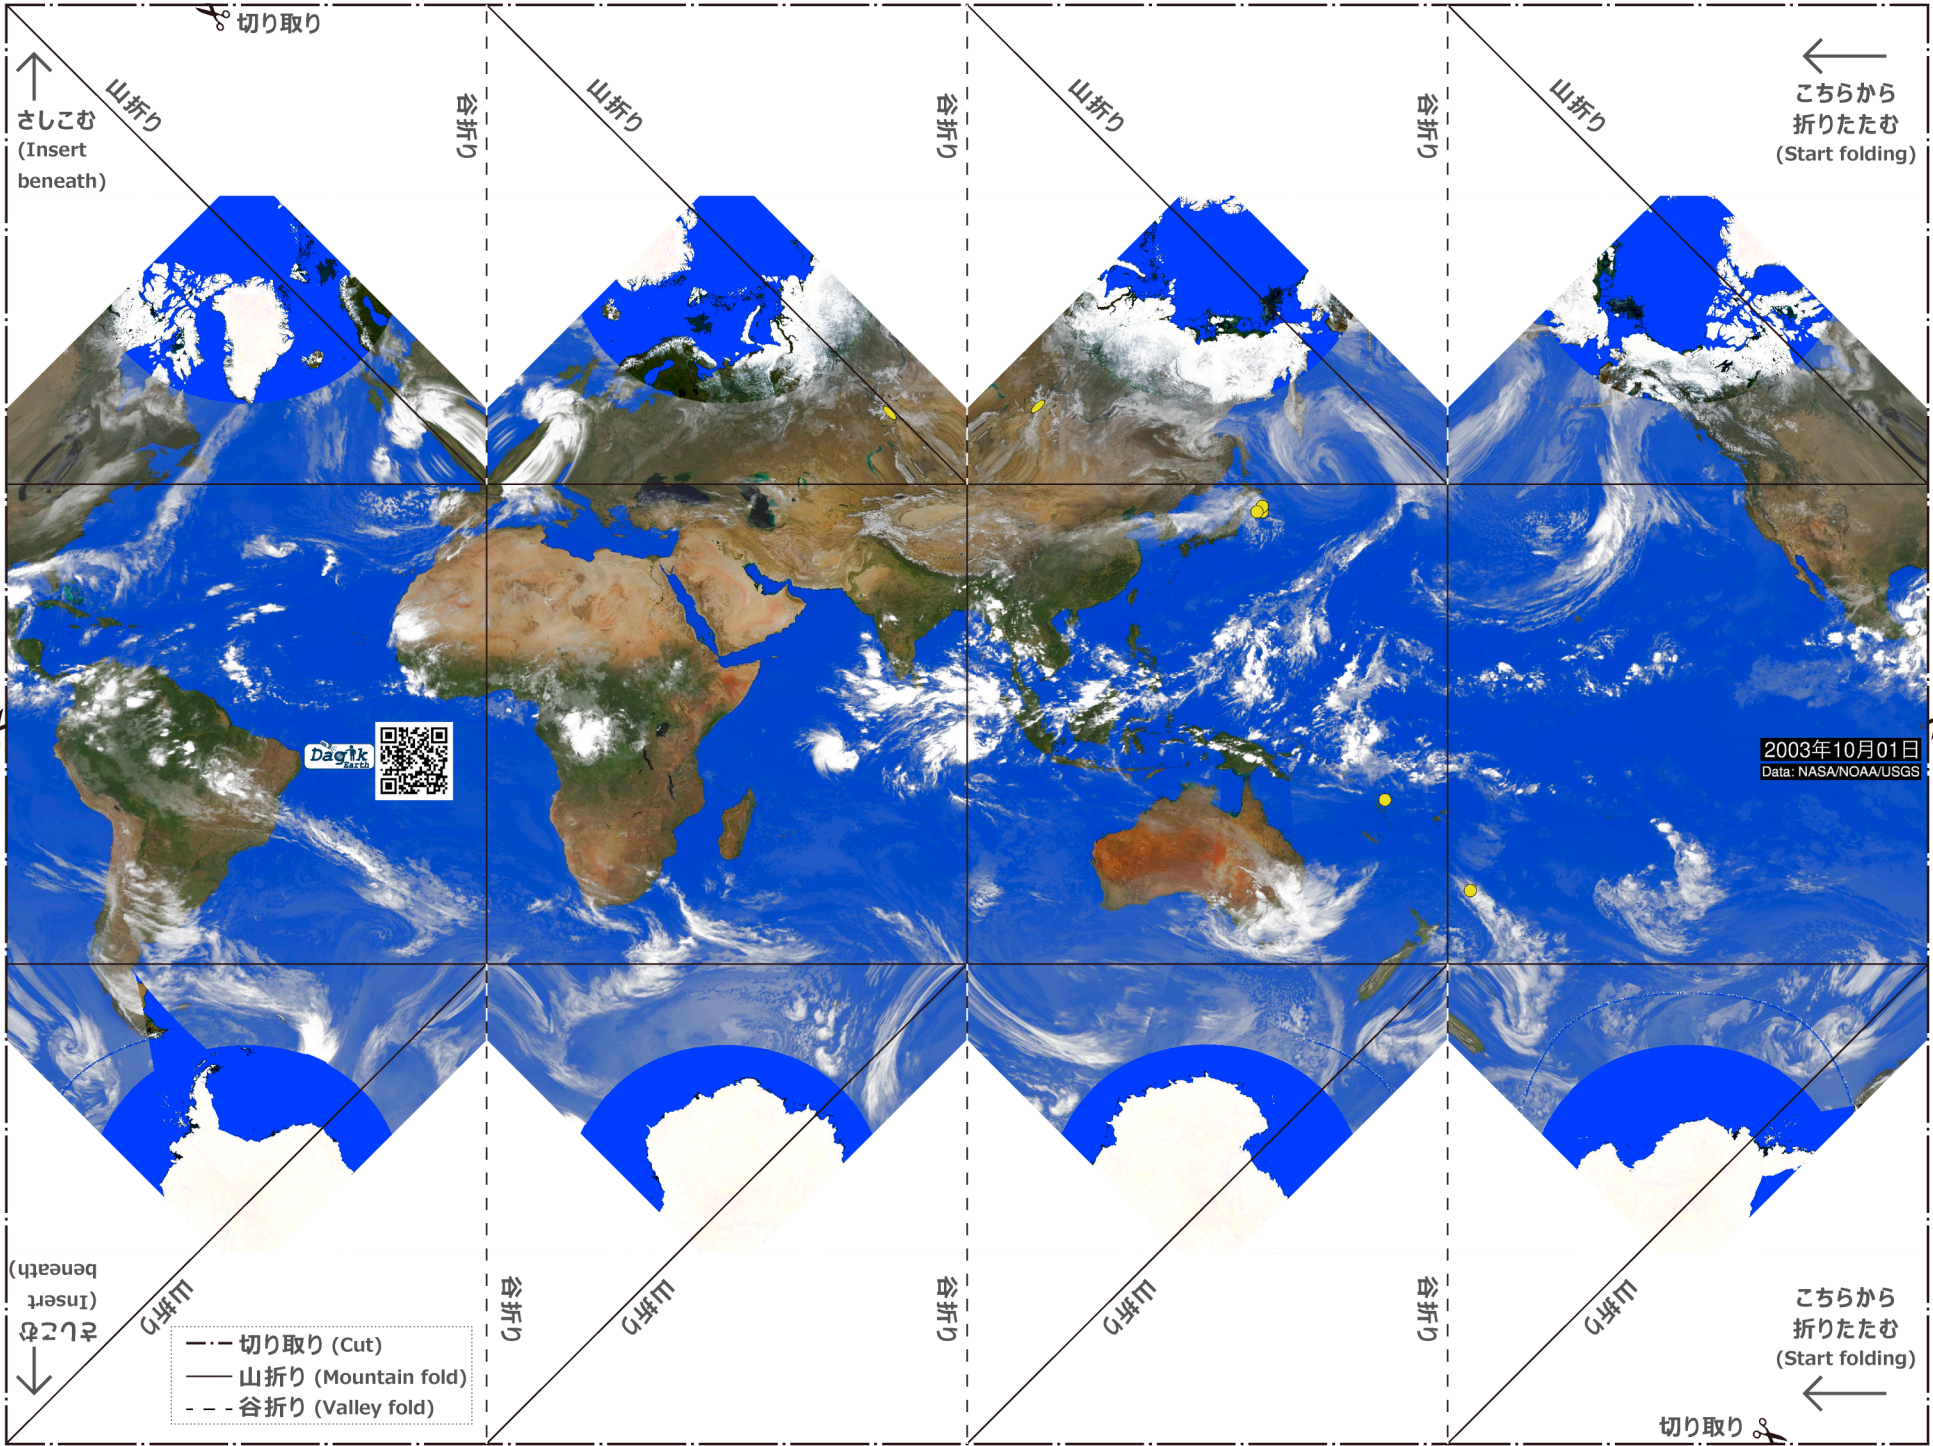 切り取り
さしこむ
(Insert
beneath)
山折り
谷折り
山折り
谷折り
山折り
谷折り
山折り
こちらから
折りたたむ
(Start folding)
Dagik
Earth
2003年10月01日
Data: NASA/NOAA/USGS
さしこむ
(Insert
beneath)
山折り
谷折り
山折り
谷折り
山折り
谷折り
山折り
こちらから
折りたたむ
(Start folding)
切り取り (Cut)
山折り (Mountain fold)
谷折り (Valley fold)
切り取り